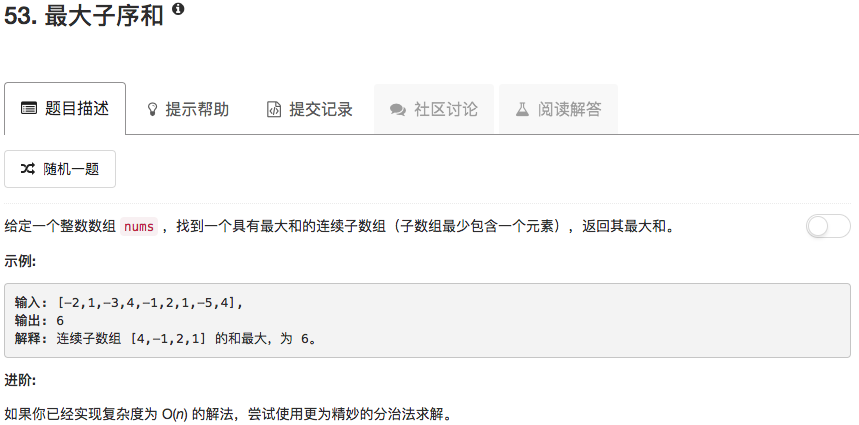 53. 最大子序和
题目描述
提示帮助
提交记录
社区讨论
阅读解答
随机一题
给定一个整数数组 nums ，找到一个具有最大和的连续子数组（子数组最少包含一个元素），返回其最大和。
示例:
输入: [-2,1,-3,4,-1,2,1,-5,4],
输出: 6
解释: 连续子数组 [4,-1,2,1] 的和最大，为 6。
进阶:
如果你已经实现复杂度为 O(n) 的解法，尝试使用更为精妙的分治法求解。